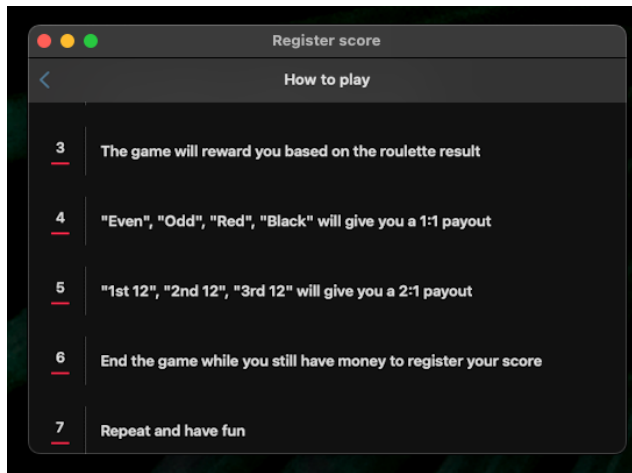 Register score
How to play
3
The game will reward you based on the roulette result
4
"Even", "Odd", "Red", "Black" will give you a 1:1 payout
5
"1st 12", "2nd 12", "3rd 12" will give you a 2:1 payout
6
End the game while you still have money to register your score
7
Repeat and have fun